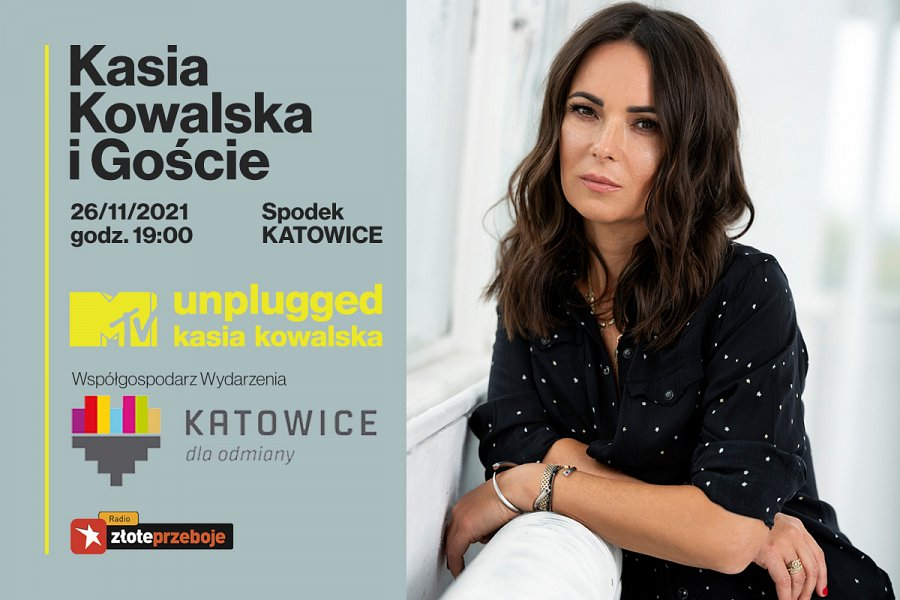 Kasia
Kowalska
i Goście
26/11/2021
godz. 19:00
Spodek
KATOWICE
MTV unplugged
kasia kowalska
Współgospodarz Wydarzenia
KATOWICE
dla odmiany
Radio
złoteprzeboje